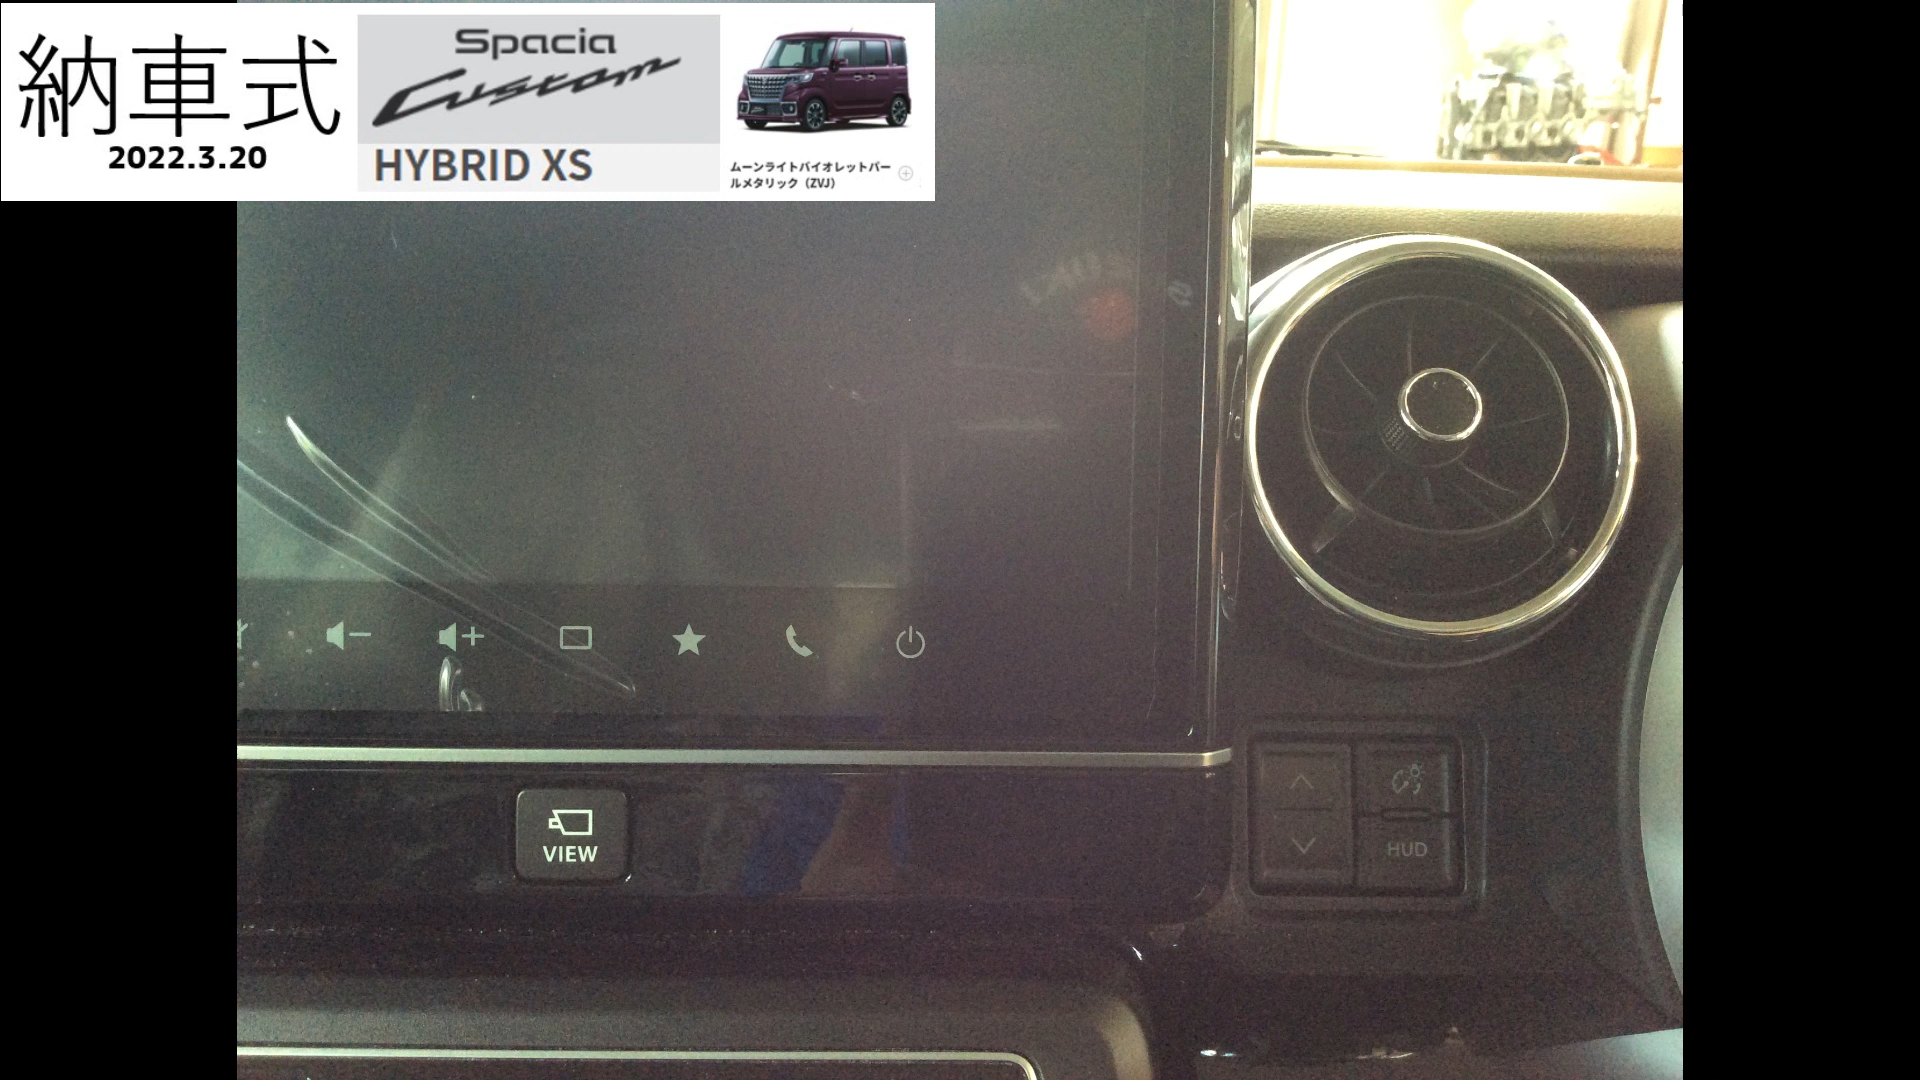 納車式
2022.3.20
Spacia
Custom
HYBRID XS
ムーンライトバイオレットパー
ルメタリック（ZVJ）
VIEW
HUD